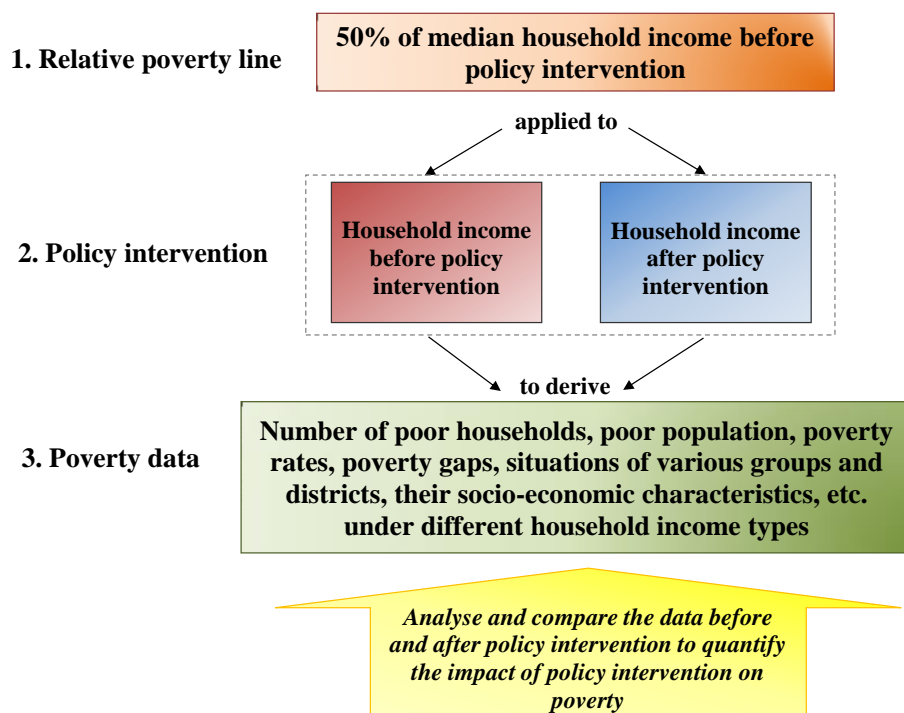 1. Relative poverty line
50% of median household income before
policy intervention
applied to
2. Policy intervention
Household income
before policy
intervention
Household income
after policy
intervention
to derive
3. Poverty data
Number of poor households, poor population, poverty
rates, poverty gaps, situations of various groups and
districts, their socio-economic characteristics, etc.
under different household income types
Analyse and compare the data before
and after policy intervention to quantify
the impact of policy intervention on
poverty